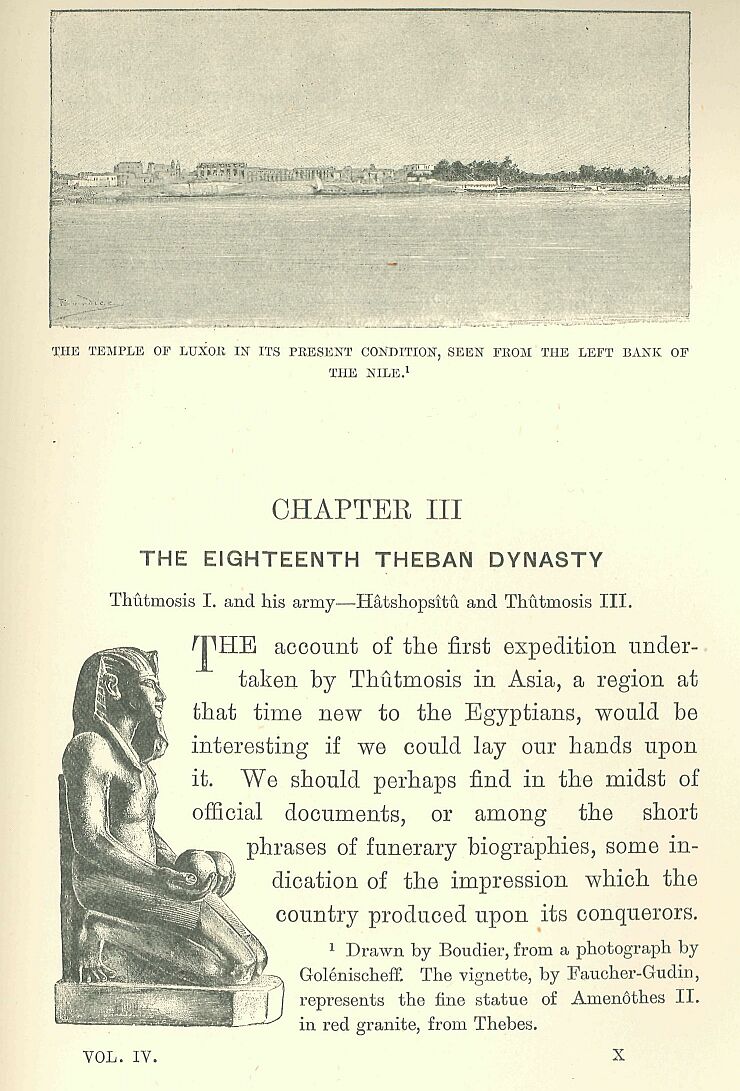 Boudier
THE TEMPLE OF LUXOR IN ITS PRESENT CONDITION, SEEN FROM THE LEFT BANK OF
THE NILE.¹
CHAPTER III
THE EIGHTEENTH THEBAN DYNASTY
Thûtmosis I. and his army—Hâtshopsîtû and Thûtmosis III.
THE account of the first expedition under-
taken by Thûtmosis in Asia, a region at
that time new to the Egyptians, would be
interesting if we could lay our hands upon
it. We should perhaps find in the midst of
official documents, or among the short
phrases of funerary biographies, some in-
dication of the impression which the
country produced upon its conquerors.
¹ Drawn by Boudier, from a photograph by
Golénischeff. The vignette, by Faucher-Gudin,
represents the fine statue of Amenôthes II.
in red granite, from Thebes.
VOL. IV.
X